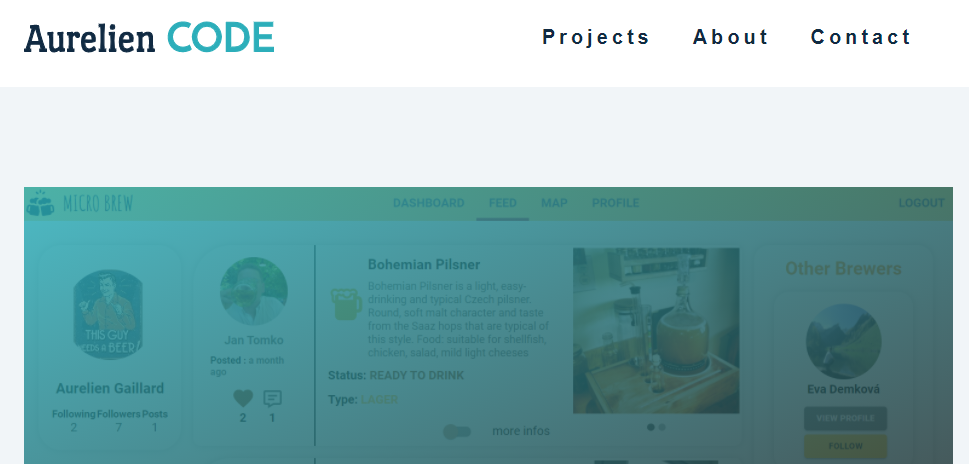 Aurelien CODE
Projects About Contact
MICRO BREW
DASHBOARD FEED MAP PROFILE LOGOUT
THIS GUY
NEEDS A BEER!
Aurelien Gaillard
Following Followers Posts
2 7 1
Jan Tomko
Posted : a month
ago
2 1
Bohemian Pilsner
Bohemian Pilsner is a light, easy-
drinking and typical Czech pilsner.
Round, soft malt character and taste
from the Saaz hops that are typical of
this style. Food: suitable for shellfish,
chicken, salad, mild light cheeses
Status: READY TO DRINK
Type: LAGER
more infos
Other Brewers
Eva Demková
VIEW PROFILE
FOLLOW